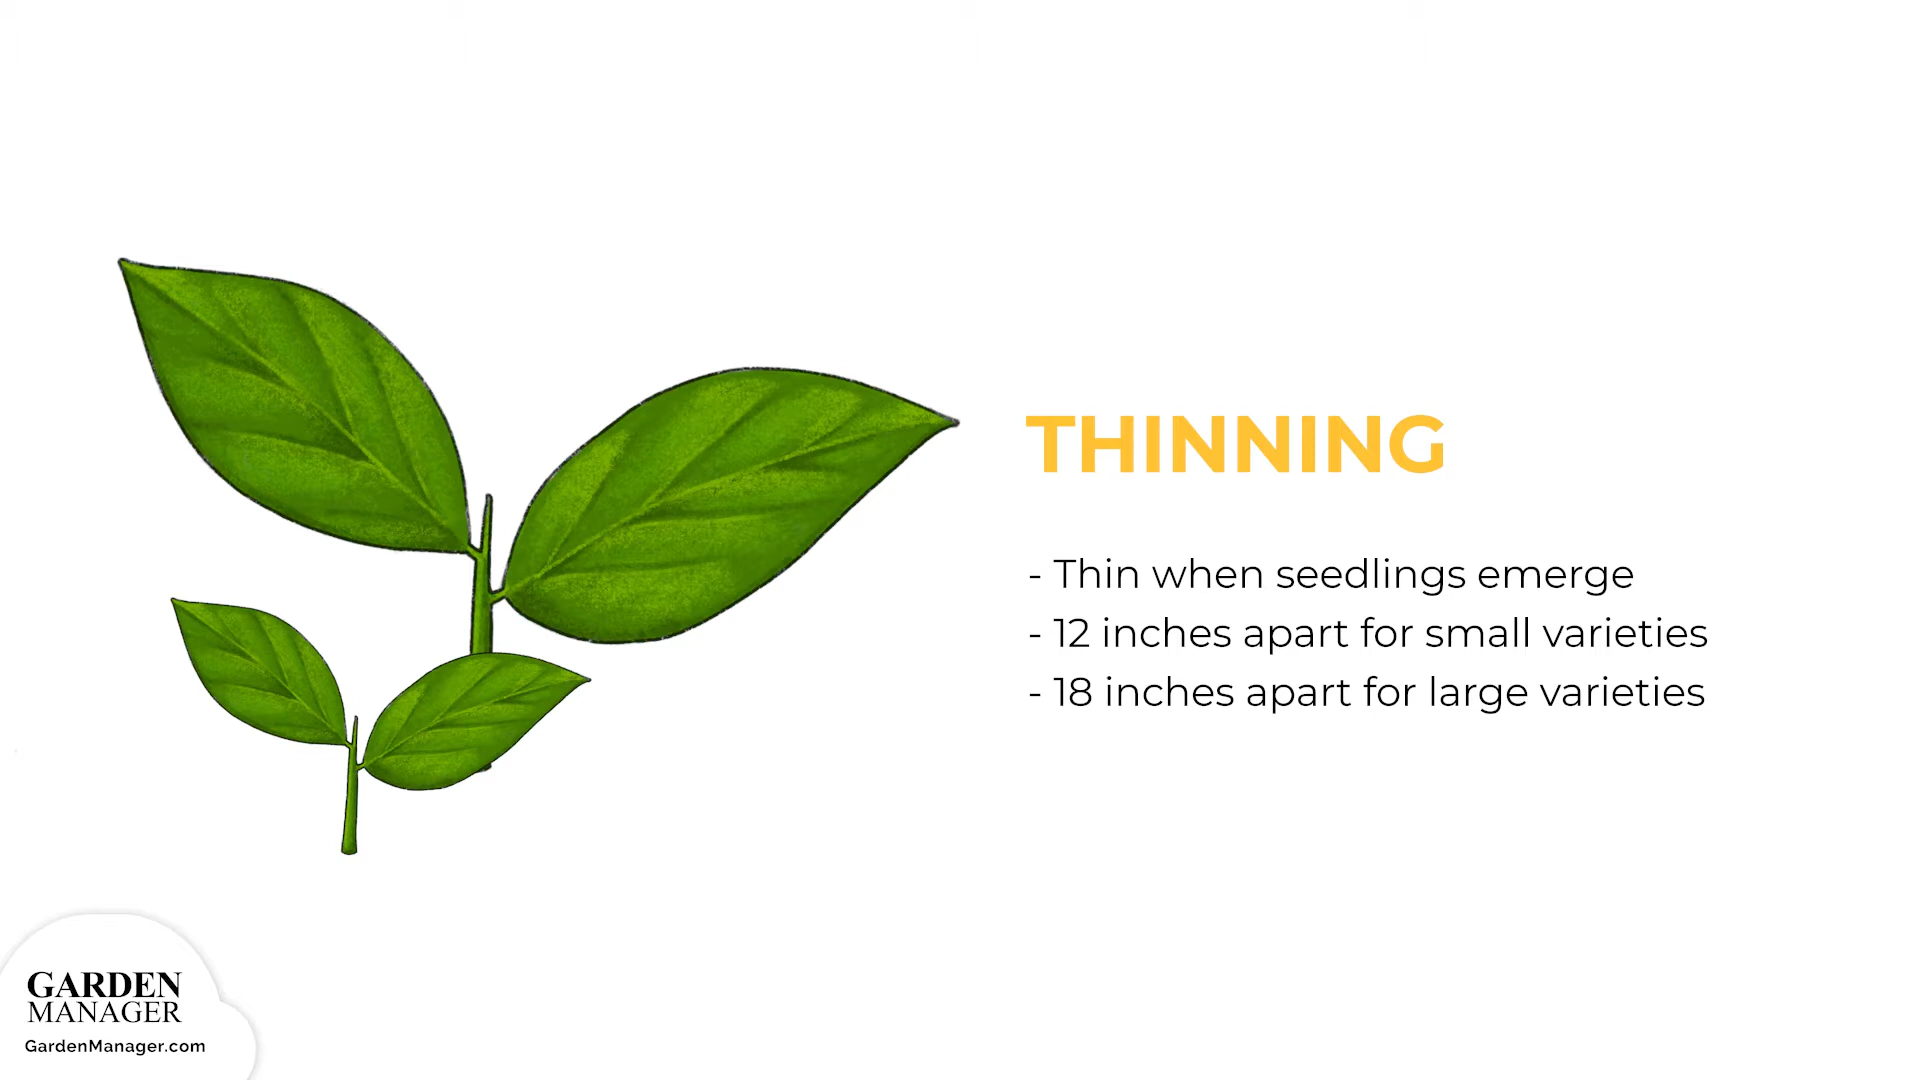 THINNING
- Thin when seedlings emerge
- 12 inches apart for small varieties
- 18 inches apart for large varieties
GARDEN
MANAGER
GardenManager.com